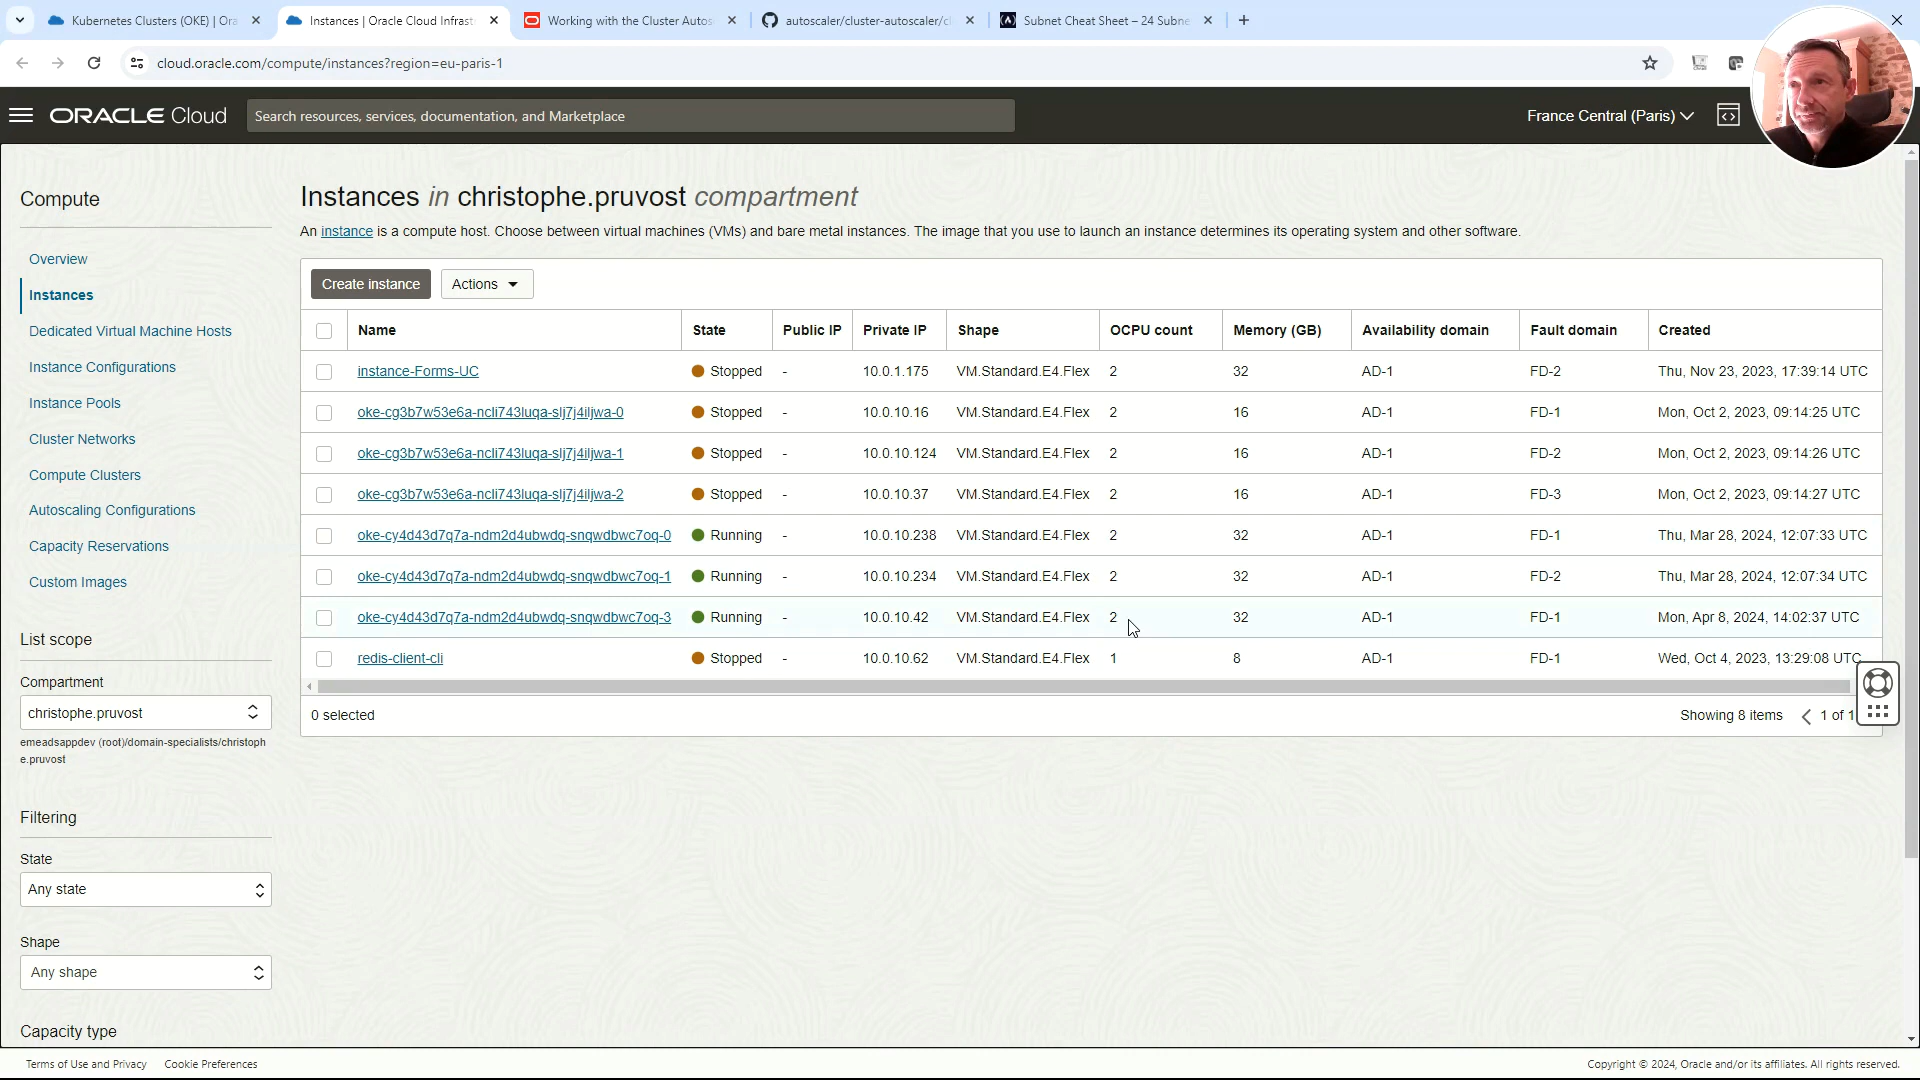 Kubernetes Clusters (OKE) | Ora
Instances | Oracle Cloud Infrast
Working with the Cluster Autos
autoscaler/cluster-autoscaler/cl
Subnet Cheat Sheet – 24 Subne
cloud.oracle.com/compute/instances?region=eu-paris-1
ORACLE Cloud
Search resources, services, documentation, and Marketplace
France Central (Paris)
Compute
Overview
Instances
Dedicated Virtual Machine Hosts
Instance Configurations
Instance Pools
Cluster Networks
Compute Clusters
Autoscaling Configurations
Capacity Reservations
Custom Images
List scope
Compartment
christophe.pruvost
emeadsappdev (root)/domain-specialists/christoph
e.pruvost
Filtering
State
Any state
Shape
Any shape
Capacity type
Instances in christophe.pruvost compartment
An instance is a compute host. Choose between virtual machines (VMs) and bare metal instances. The image that you use to launch an instance determines its operating system and other software.
Create instance Actions
Name State Public IP Private IP Shape OCPU count Memory (GB) Availability domain Fault domain Created
instance-Forms-UC Stopped - 10.0.1.175 VM.Standard.E4.Flex 2 32 AD-1 FD-2 Thu, Nov 23, 2023, 17:39:14 UTC
oke-cg3b7w53e6a-ncli743luqa-slj7j4iljwa-0 Stopped - 10.0.10.16 VM.Standard.E4.Flex 2 16 AD-1 FD-1 Mon, Oct 2, 2023, 09:14:25 UTC
oke-cg3b7w53e6a-ncli743luqa-slj7j4iljwa-1 Stopped - 10.0.10.124 VM.Standard.E4.Flex 2 16 AD-1 FD-2 Mon, Oct 2, 2023, 09:14:26 UTC
oke-cg3b7w53e6a-ncli743luqa-slj7j4iljwa-2 Stopped - 10.0.10.37 VM.Standard.E4.Flex 2 16 AD-1 FD-3 Mon, Oct 2, 2023, 09:14:27 UTC
oke-cy4d43d7q7a-ndm2d4ubwdq-snqwdbwc7oq-0 Running - 10.0.10.238 VM.Standard.E4.Flex 2 32 AD-1 FD-1 Thu, Mar 28, 2024, 12:07:33 UTC
oke-cy4d43d7q7a-ndm2d4ubwdq-snqwdbwc7oq-1 Running - 10.0.10.234 VM.Standard.E4.Flex 2 32 AD-1 FD-2 Thu, Mar 28, 2024, 12:07:34 UTC
oke-cy4d43d7q7a-ndm2d4ubwdq-snqwdbwc7oq-3 Running - 10.0.10.42 VM.Standard.E4.Flex 2 32 AD-1 FD-1 Mon, Apr 8, 2024, 14:02:37 UTC
redis-client-cli Stopped - 10.0.10.62 VM.Standard.E4.Flex 1 8 AD-1 FD-1 Wed, Oct 4, 2023, 13:29:08 UTC
0 selected Showing 8 items 1 of 1
Terms of Use and Privacy Cookie Preferences
Copyright © 2024, Oracle and/or its affiliates. All rights reserved.